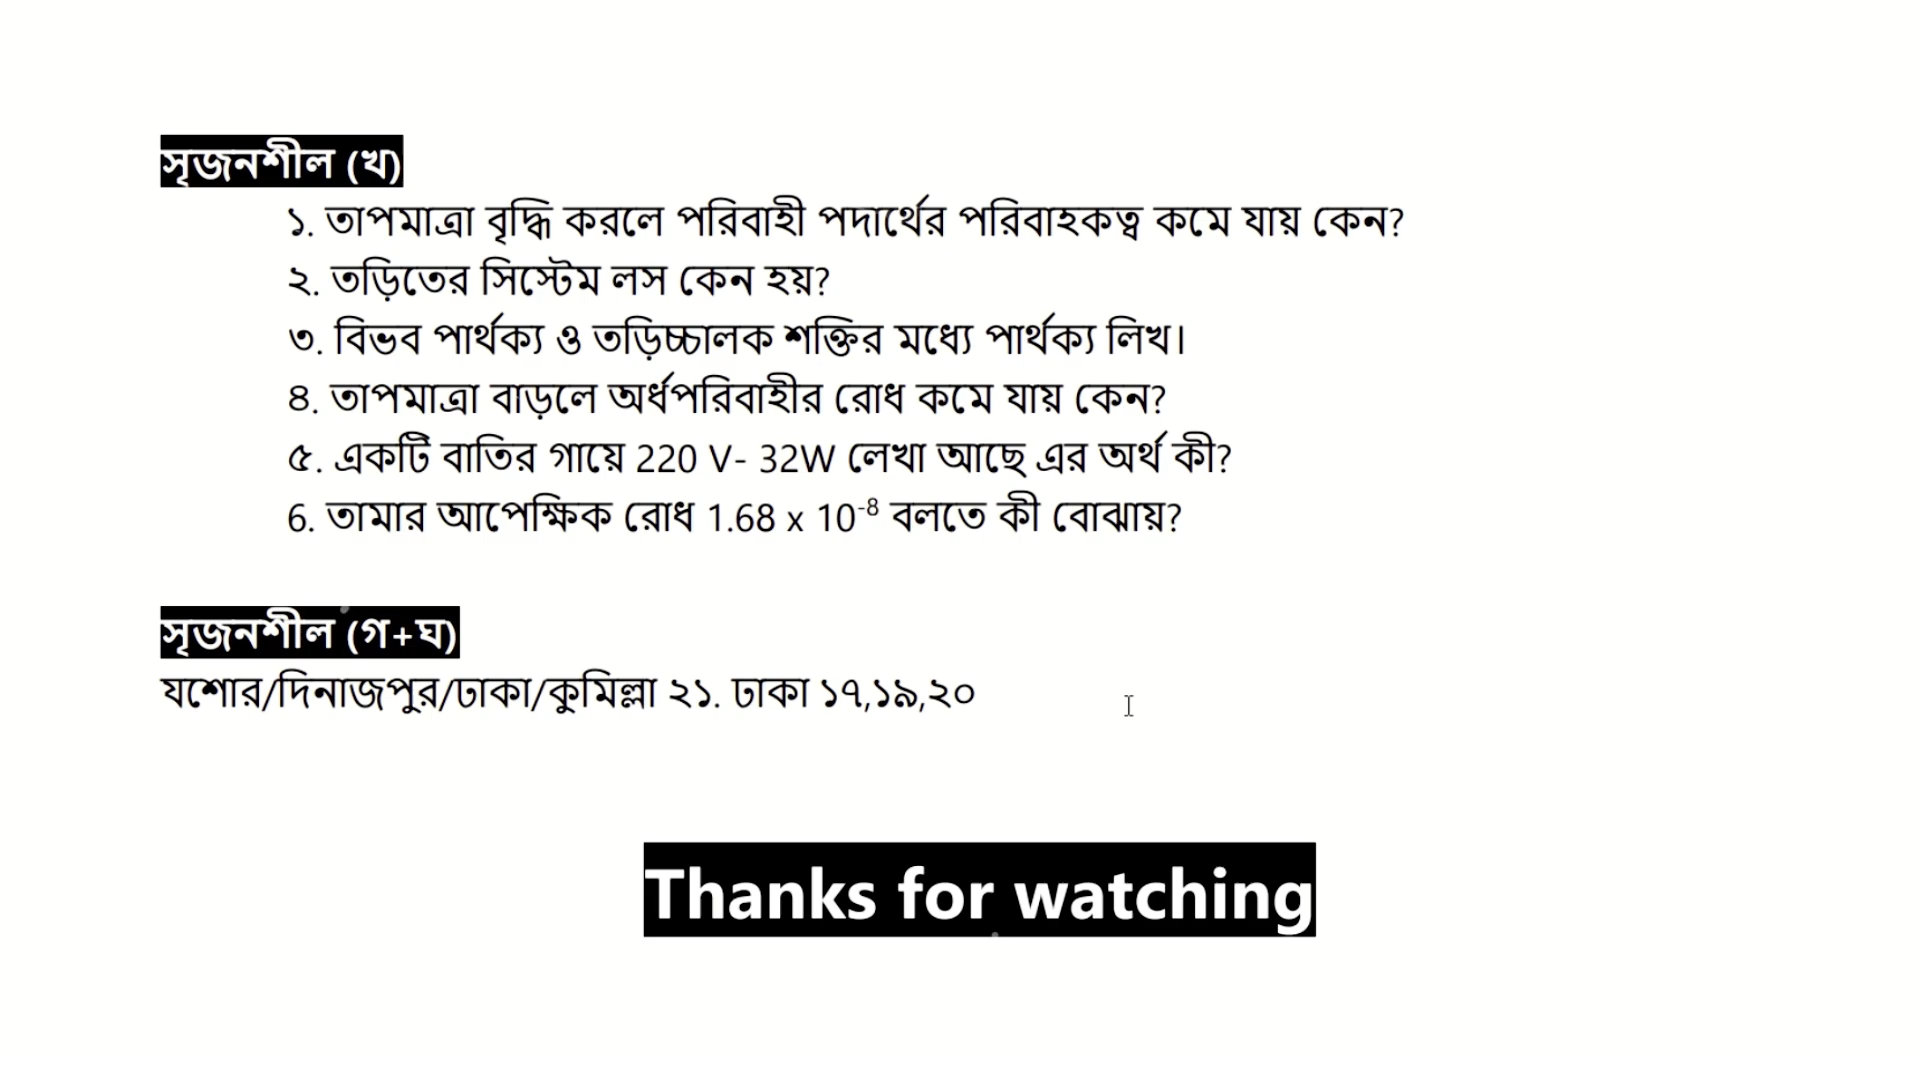 সৃজনশীল (খ)
১. তাপমাত্রা বৃদ্ধি করলে পরিবাহী পদার্থের পরিবাহকত্ব কমে যায় কেন?
২. তড়িতের সিস্টেম লস কেন হয়?
৩. বিভব পার্থক্য ও তড়িচ্চালক শক্তির মধ্যে পার্থক্য লিখ।
৪. তাপমাত্রা বাড়লে অর্ধপরিবাহীর রোধ কমে যায় কেন?
৫. একটি বাতির গায়ে 220 V- 32W লেখা আছে এর অর্থ কী?
6. তামার আপেক্ষিক রোধ 1.68 x 10⁻⁸ বলতে কী বোঝায়?
সৃজনশীল (গ+ঘ)
যশোর/দিনাজপুর/ঢাকা/কুমিল্লা ২১. ঢাকা ১৭,১৯,২০
Thanks for watching